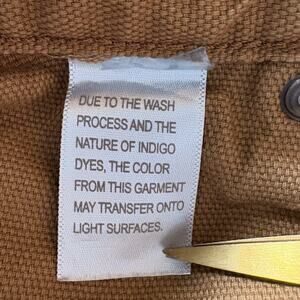 DUE TO THE WASH
PROCESS AND THE
NATURE OF INDIGO
DYES, THE COLOR
FROM THIS GARMENT
MAY TRANSFER ONTO
LIGHT SURFACES.